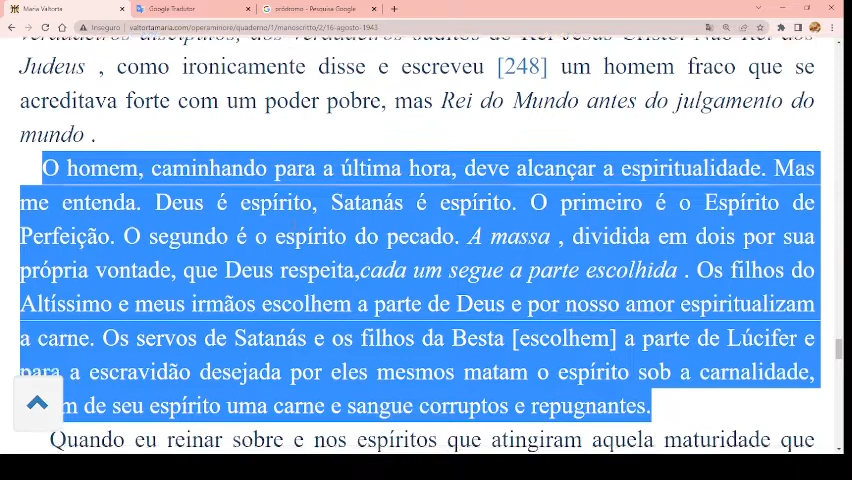 Maria Valtorta
Google Tradutor
pródromo - Pesquisa Google
Inseguro | valtortamaria.com/operaminore/quaderno/1/manoscritto/2/16-agosto-1943
Judeus , como ironicamente disse e escreveu [248] um homem fraco que se
acreditava forte com um poder pobre, mas Rei do Mundo antes do julgamento do
mundo .
O homem, caminhando para a última hora, deve alcançar a espiritualidade. Mas
me entenda. Deus é espírito, Satanás é espírito. O primeiro é o Espírito de
Perfeição. O segundo é o espírito do pecado. A massa , dividida em dois por sua
própria vontade, que Deus respeita,cada um segue a parte escolhida . Os filhos do
Altíssimo e meus irmãos escolhem a parte de Deus e por nosso amor espiritualizam
a carne. Os servos de Satanás e os filhos da Besta [escolhem] a parte de Lúcifer e
para a escravidão desejada por eles mesmos matam o espírito sob a carnalidade,
de seu espírito uma carne e sangue corruptos e repugnantes.
Quando eu reinar sobre e nos espíritos que atingiram aquela maturidade que